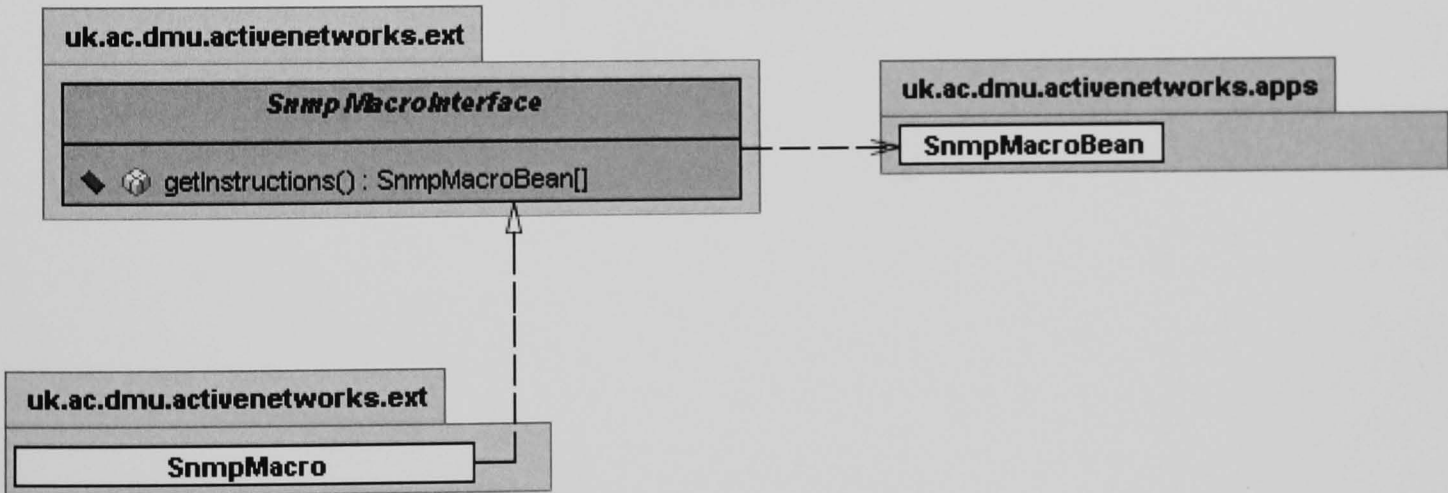 uk.ac.dmu.activenetworks.ext
SnmpMacroInterface
getInstructions() : SnmpMacroBean[]
uk.ac.dmu.activenetworks.apps
SnmpMacroBean
uk.ac.dmu.activenetworks.ext
SnmpMacro